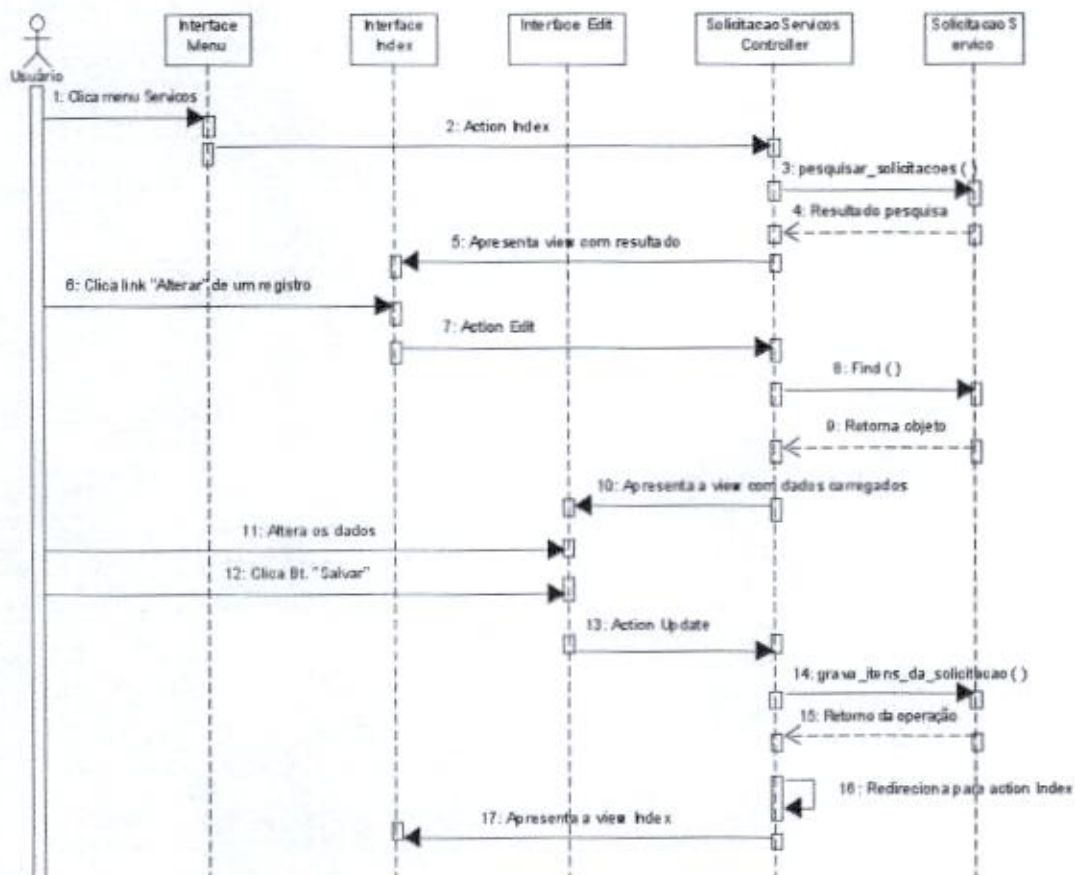 Interface
Menu
Interface
Index
Interface Edit
SolicitacaoServicos
Controller
SolicitacaoS
ervico
Usuário
1: Clica menu Servicos
2: Action Index
3: pesquisar_solicitacoes ( )
4: Resultado pesquisa
5: Apresenta view com resultado
6: Clica link "Alterar" de um registro
7: Action Edit
8: Find ( )
9: Retorna objeto
10: Apresenta a view com dados carregados
11: Altera os dados
12: Clica Bt. "Salvar"
13: Action Update
14: grava_itens_da_solicitacao ( )
15: Retorno da operação
16: Redireciona para action Index
17: Apresenta a view Index